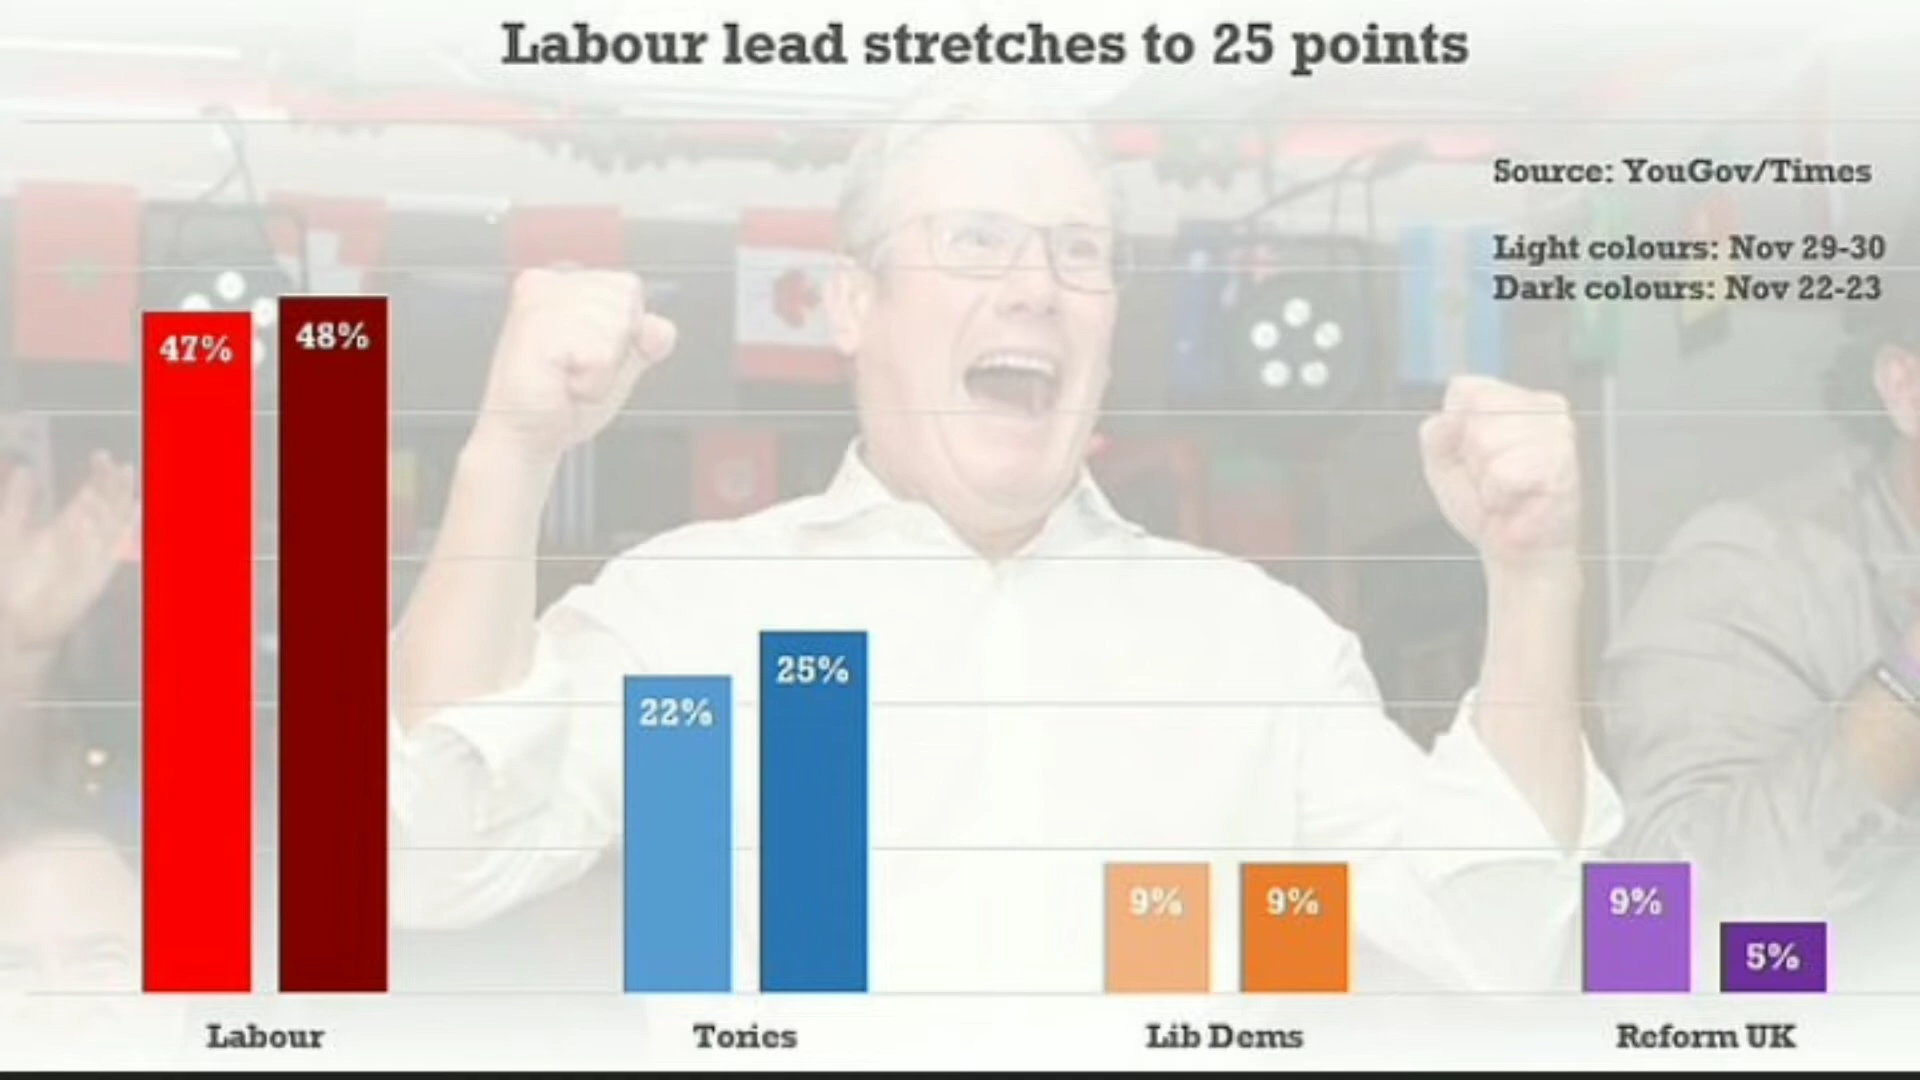 Labour lead stretches to 25 points
Source: YouGov/Times
Light colours: Nov 29-30
Dark colours: Nov 22-23
47%
48%
22%
25%
9%
9%
9%
5%
Labour
Tories
Lib Dems
Reform UK